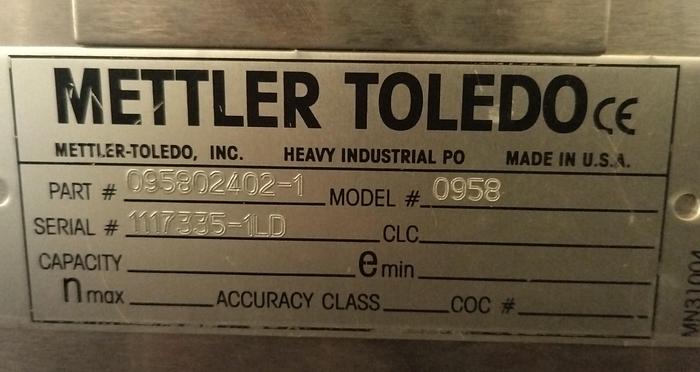 METTLER TOLEDO CE
METTLER-TOLEDO, INC. HEAVY INDUSTRIAL PO MADE IN U.S.A.
PART # 095802402-1 MODEL # 0958
SERIAL # 1117335-1LD CLC
CAPACITY e min
n max ACCURACY CLASS COC #
MN31004